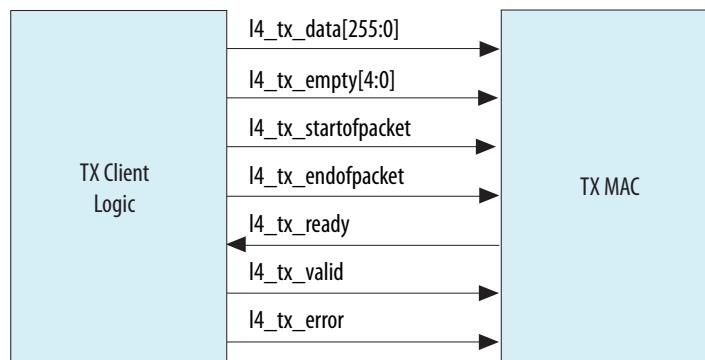 l4_tx_data[255:0]
l4_tx_empty[4:0]
l4_tx_startofpacket
l4_tx_endofpacket
TX Client
Logic
TX MAC
l4_tx_ready
l4_tx_valid
l4_tx_error